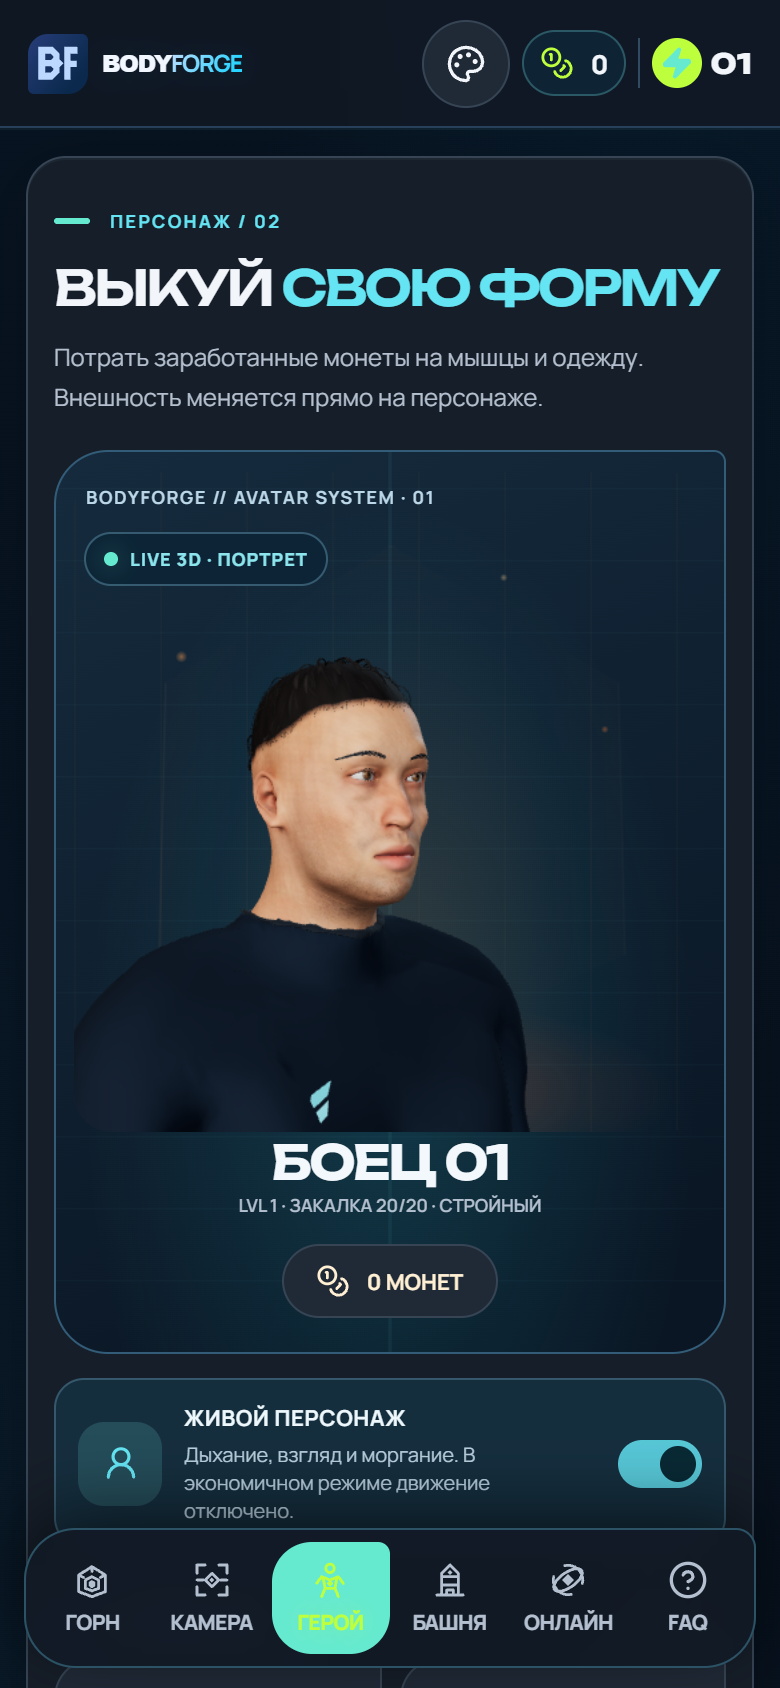 BF BODYFORGE
0
01
ПЕРСОНАЖ / 02
ВЫКУЙ СВОЮ ФОРМУ
Потрать заработанные монеты на мышцы и одежду.
Внешность меняется прямо на персонаже.
BODYFORGE // AVATAR SYSTEM · 01
LIVE 3D · ПОРТРЕТ
БОЕЦ 01
LVL 1 · ЗАКАЛКА 20/20 · СТРОЙНЫЙ
0 МОНЕТ
ЖИВОЙ ПЕРСОНАЖ
Дыхание, взгляд и моргание. В
экономичном режиме движение
отключено.
ГОРН
КАМЕРА
ГЕРОЙ
БАШНЯ
ОНЛАЙН
FAQ